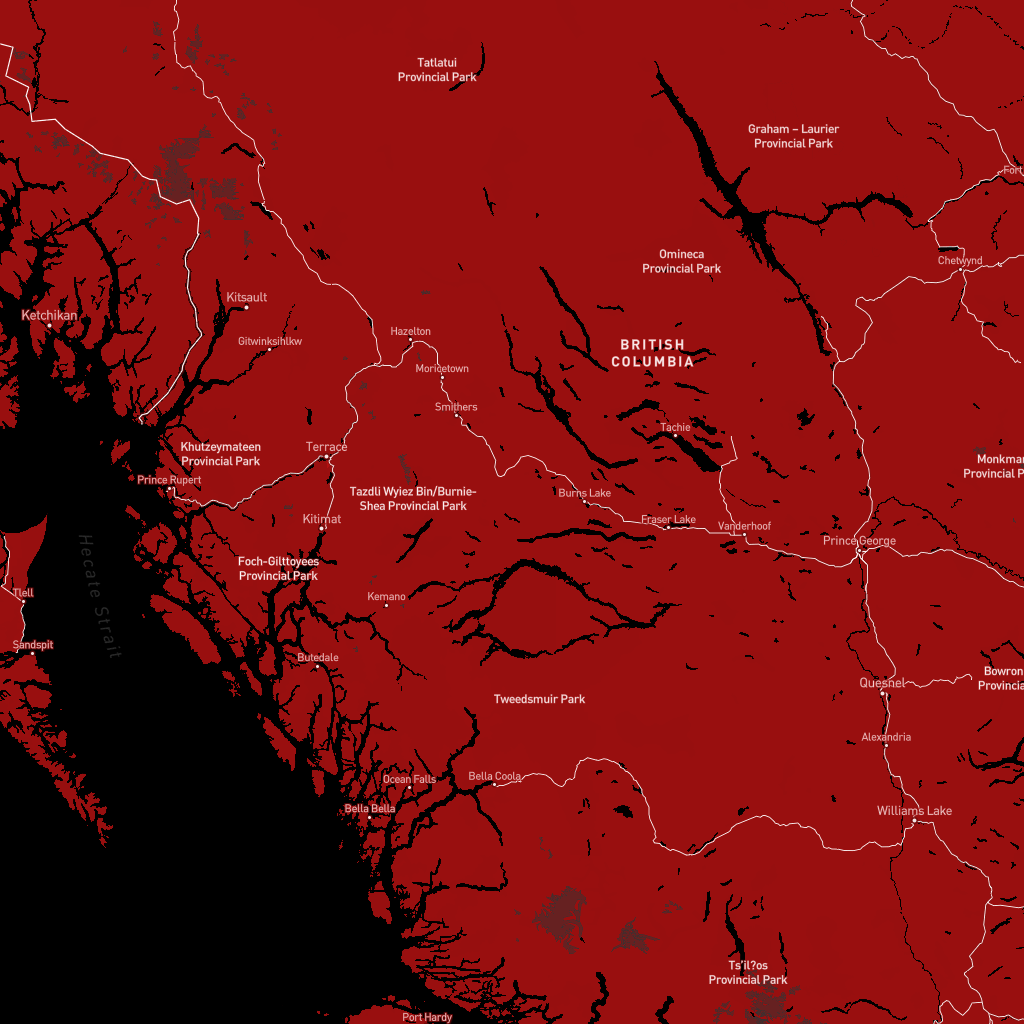 Tatlatui
Provincial Park
Graham – Laurier
Provincial Park
Fort
Omineca
Provincial Park
Chetwynd
Kitsault
Ketchikan
Gitwinksihlkw
Hazelton
BRITISH
COLUMBIA
Moricetown
Smithers
Tachie
Khutzeymateen
Provincial Park
Terrace
Monkman
Provincial P
Prince Rupert
Tazdli Wyiez Bin/Burnie-
Shea Provincial Park
Burns Lake
Kitimat
Fraser Lake
Vanderhoof
Prince George
Hecate Strait
Foch-Gilttoyees
Provincial Park
Tlell
Kemano
Sandspit
Butedale
Bowron
Provincia
Quesnel
Tweedsmuir Park
Alexandria
Ocean Falls
Bella Coola
Bella Bella
Williams Lake
Ts'il?os
Provincial Park
Port Hardy